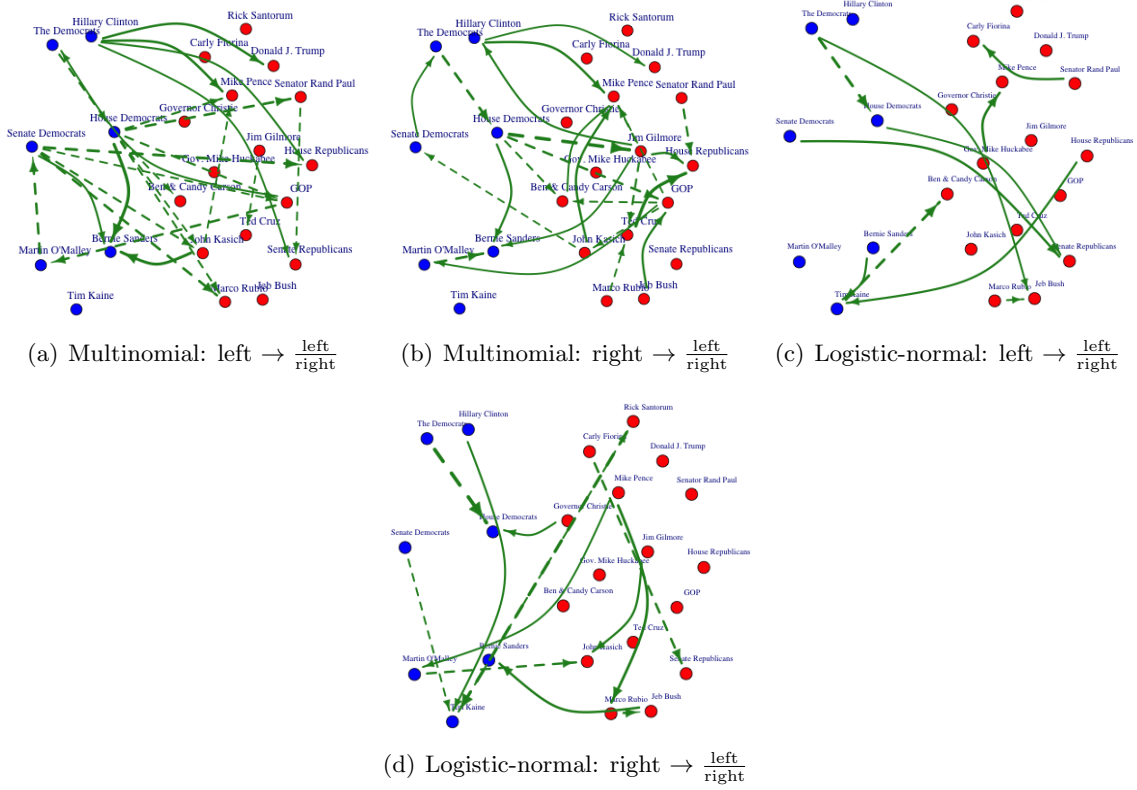 Hillary Clinton
The Democrats
Rick Santorum
Carly Fiorina
Donald J. Trump
Mike Pence
Senator Rand Paul
Governor Christie
House Democrats
Senate Democrats
Jim Gilmore
House Republicans
Gov. Mike Huckabee
Ben & Candy Carson
GOP
Ted Cruz
Bernie Sanders
John Kasich
Martin O'Malley
Senate Republicans
Tim Kaine
Marco Rubio
Jeb Bush
(a) Multinomial: left → left/right
Hillary Clinton
The Democrats
Rick Santorum
Carly Fiorina
Donald J. Trump
Mike Pence
Senator Rand Paul
Governor Christie
House Democrats
Senate Democrats
Jim Gilmore
House Republicans
Gov. Mike Huckabee
Ben & Candy Carson
GOP
Ted Cruz
Bernie Sanders
John Kasich
Martin O'Malley
Senate Republicans
Tim Kaine
Marco Rubio
Jeb Bush
(b) Multinomial: right → left/right
Hillary Clinton
The Democrats
Carly Fiorina
Donald J. Trump
Mike Pence
Senator Rand Paul
Governor Christie
House Democrats
Senate Democrats
Jim Gilmore
House Republicans
Gov. Mike Huckabee
Ben & Candy Carson
GOP
Ted Cruz
Bernie Sanders
John Kasich
Martin O'Malley
Senate Republicans
Tim Kaine
Marco Rubio
Jeb Bush
(c) Logistic-normal: left → left/right
Hillary Clinton
The Democrats
Rick Santorum
Carly Fiorina
Donald J. Trump
Mike Pence
Senator Rand Paul
Governor Christie
House Democrats
Senate Democrats
Jim Gilmore
House Republicans
Gov. Mike Huckabee
Ben & Candy Carson
GOP
Ted Cruz
Bernie Sanders
John Kasich
Martin O'Malley
Senate Republicans
Tim Kaine
Marco Rubio
Jeb Bush
(d) Logistic-normal: right → left/right